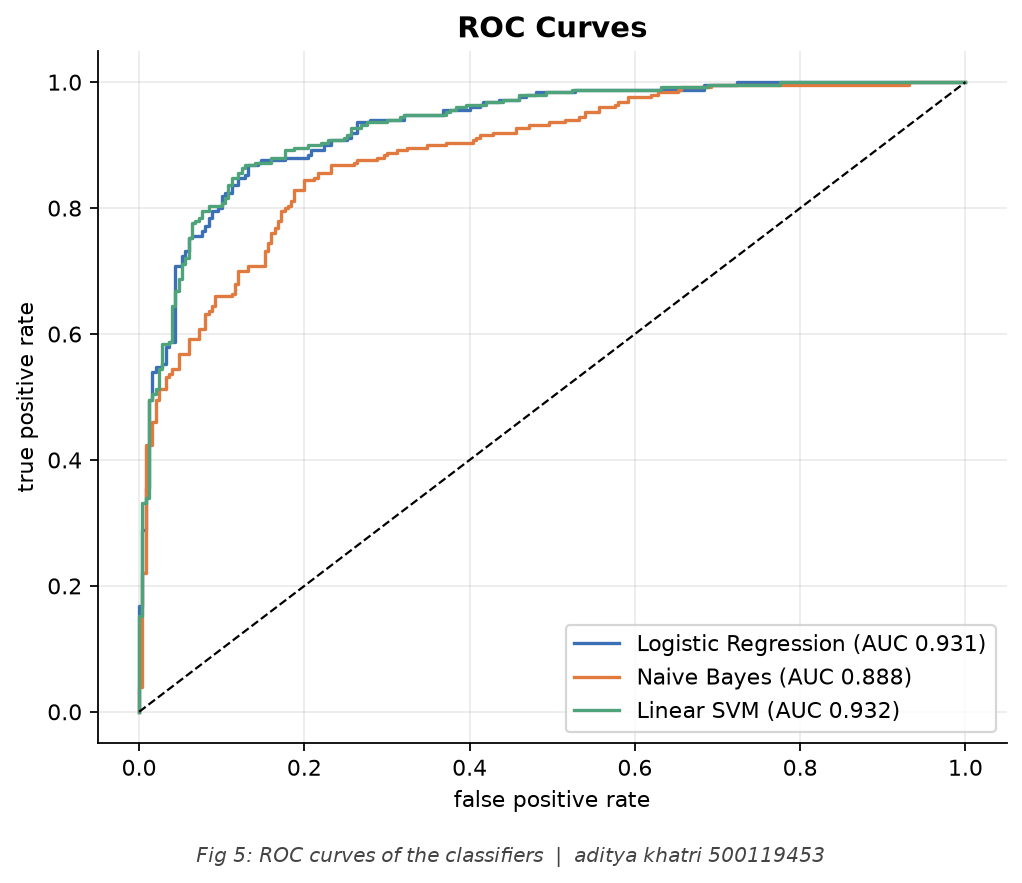 ROC Curves
1.0
0.8
0.6
0.4
0.2
0.0
true positive rate
Logistic Regression (AUC 0.931)
Naive Bayes (AUC 0.888)
Linear SVM (AUC 0.932)
0.0 0.2 0.4 0.6 0.8 1.0
false positive rate
Fig 5: ROC curves of the classifiers | aditya khatri 500119453